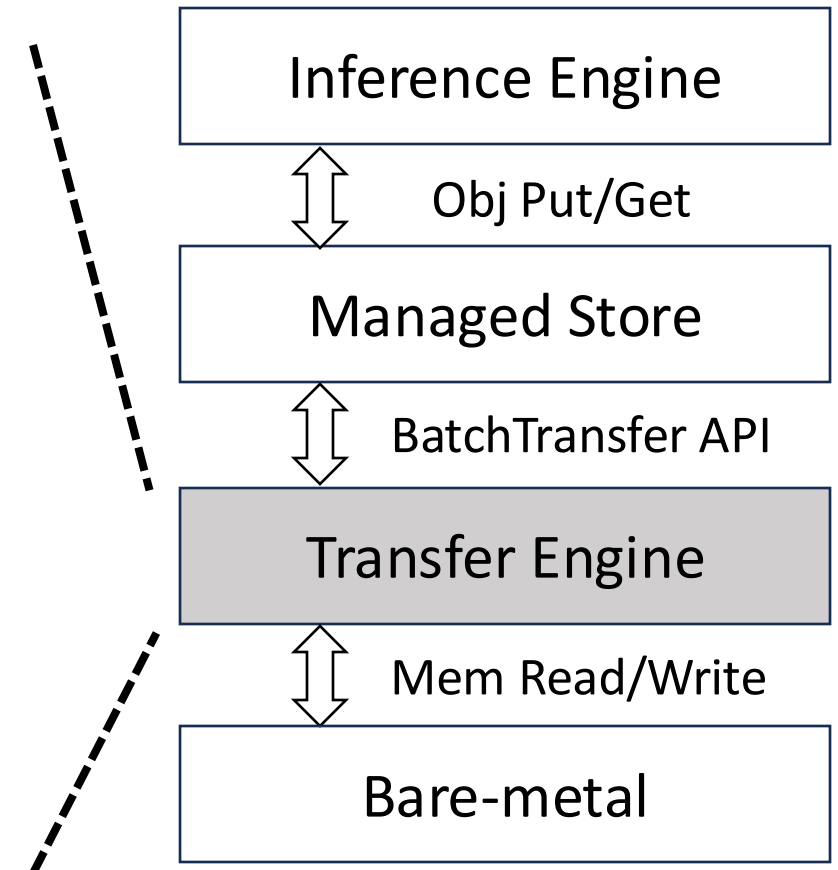 Inference Engine
Obj Put/Get
Managed Store
BatchTransfer API
Transfer Engine
Mem Read/Write
Bare-metal